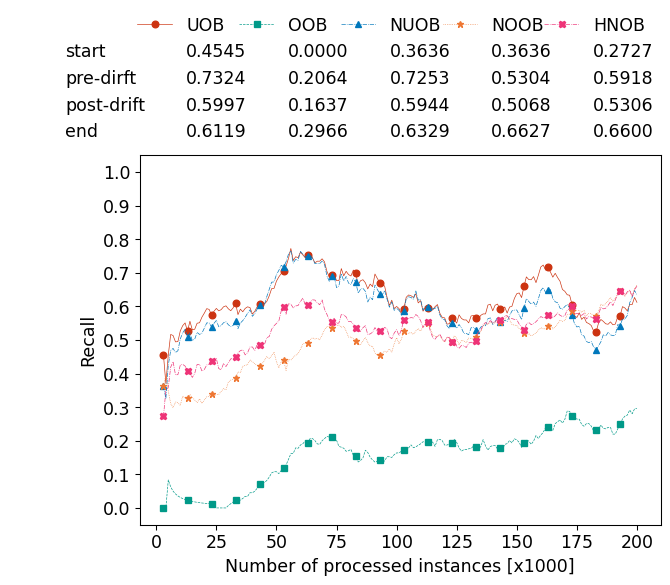 UOB OOB NUOB NOOB HNOB
start 0.4545 0.0000 0.3636 0.3636 0.2727
pre-dirft 0.7324 0.2064 0.7253 0.5304 0.5918
post-drift 0.5997 0.1637 0.5944 0.5068 0.5306
end 0.6119 0.2966 0.6329 0.6627 0.6600
1.0
0.9
0.8
0.7
0.6
0.5
0.4
0.3
0.2
0.1
0.0
Recall
0 25 50 75 100 125 150 175 200
Number of processed instances [x1000]